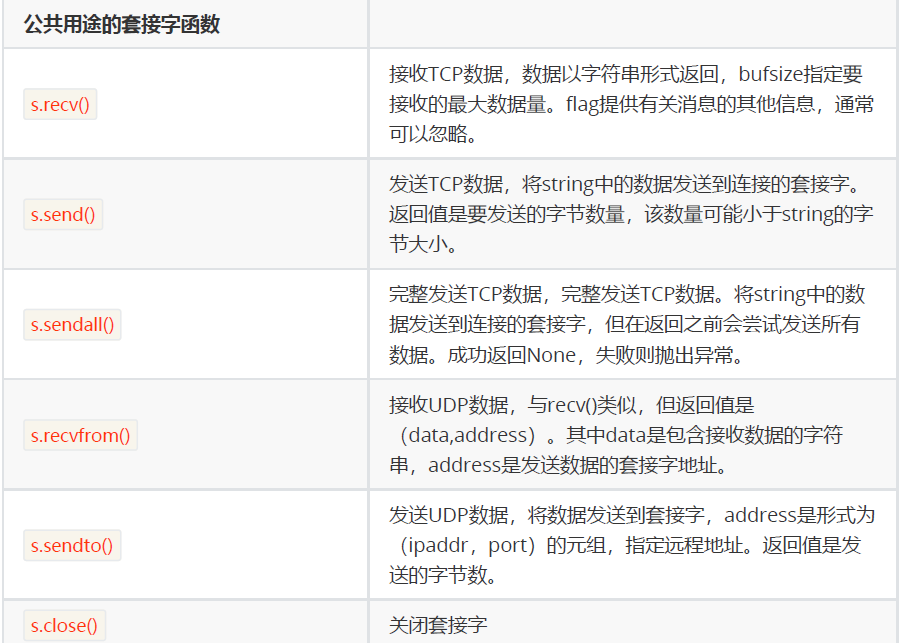 公共用途的套接字函数
s.recv()
接收TCP数据，数据以字符串形式返回，bufsize指定要
接收的最大数据量。flag提供有关消息的其他信息，通常
可以忽略。
s.send()
发送TCP数据，将string中的数据发送到连接的套接字。
返回值是要发送的字节数量，该数量可能小于string的字
节大小。
s.sendall()
完整发送TCP数据，完整发送TCP数据。将string中的数
据发送到连接的套接字，但在返回之前会尝试发送所有
数据。成功返回None，失败则抛出异常。
s.recvfrom()
接收UDP数据，与recv()类似，但返回值是
（data,address）。其中data是包含接收数据的字符
串，address是发送数据的套接字地址。
s.sendto()
发送UDP数据，将数据发送到套接字，address是形式为
（ipaddr，port）的元组，指定远程地址。返回值是发
送的字节数。
s.close()
关闭套接字